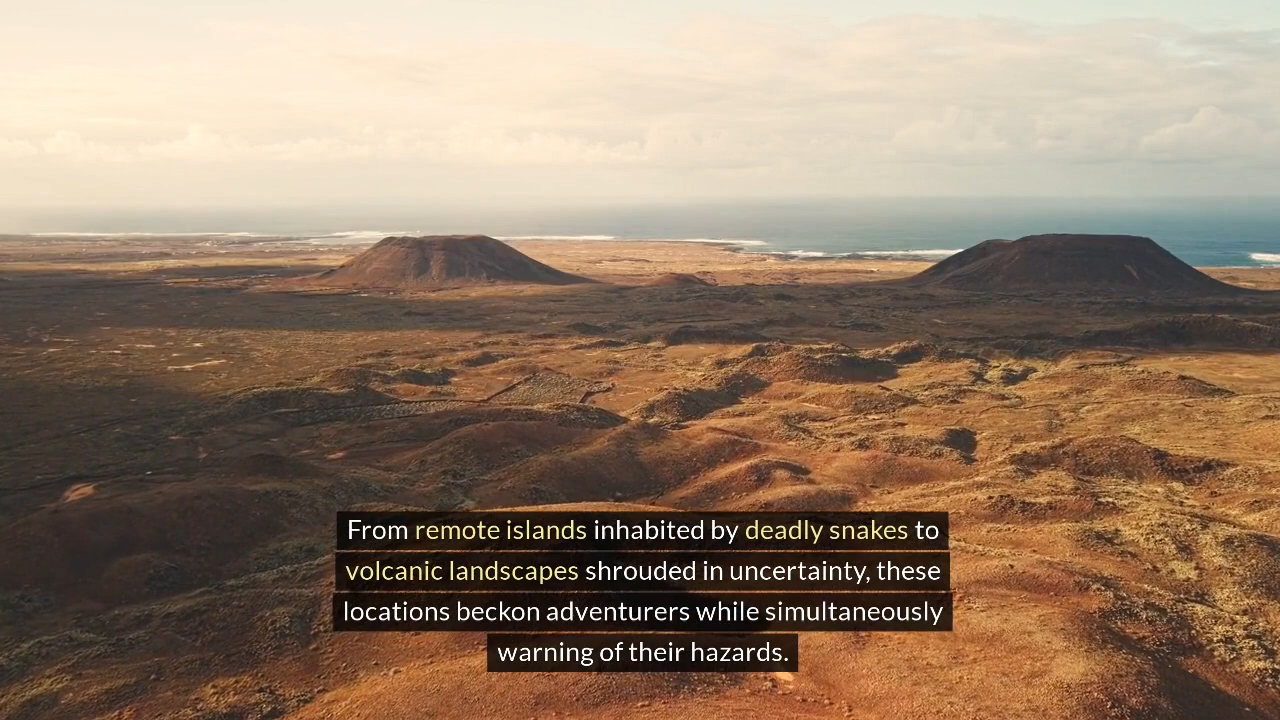 From remote islands inhabited by deadly snakes to
volcanic landscapes shrouded in uncertainty, these
locations beckon adventurers while simultaneously
warning of their hazards.